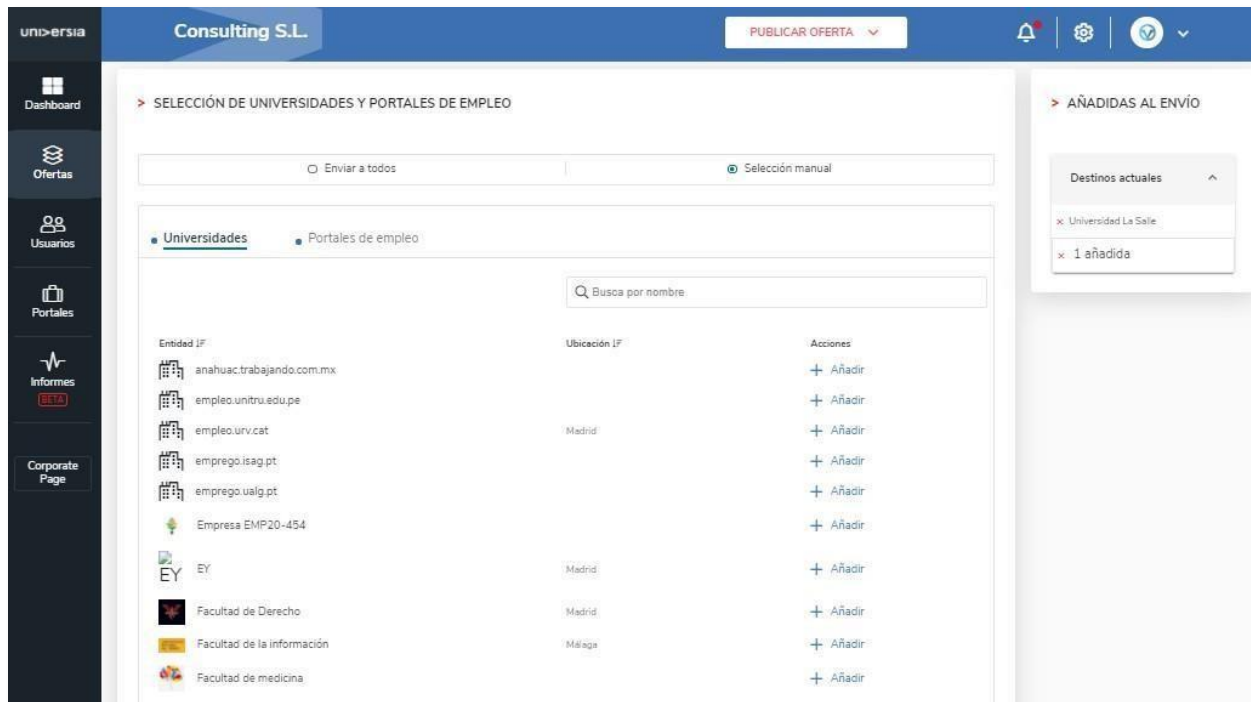 universia
Consulting S.L.
PUBLICAR OFERTA
Dashboard
Ofertas
Usuarios
Portales
Informes
BETA
Corporate
Page
> SELECCIÓN DE UNIVERSIDADES Y PORTALES DE EMPLEO
Enviar a todos
Selección manual
Universidades
Portales de empleo
Busca por nombre
Entidad Ubicación Acciones
anahuac.trabajando.com.mx + Añadir
empleo.unitru.edu.pe + Añadir
empleo.urv.cat Madrid + Añadir
emprego.isag.pt + Añadir
emprego.ualg.pt + Añadir
Empresa EMP20-454 + Añadir
EY EY Madrid + Añadir
Facultad de Derecho Madrid + Añadir
Facultad de la información Málaga + Añadir
Facultad de medicina + Añadir
> AÑADIDAS AL ENVÍO
Destinos actuales
× Universidad La Salle
× 1 añadida